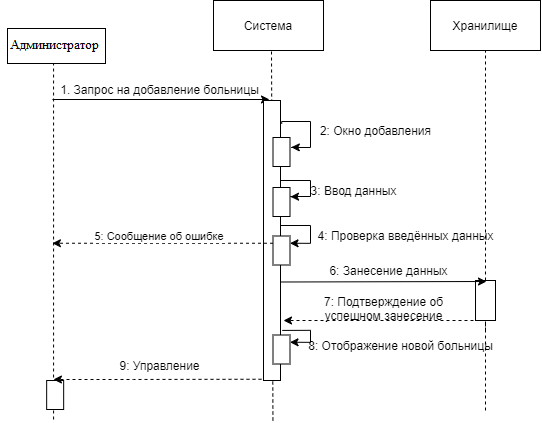 Администратор
Система
Хранилище
1. Запрос на добавление больницы
2: Окно добавления
3: Ввод данных
4: Проверка введённых данных
5: Сообщение об ошибке
6: Занесение данных
7: Подтверждение об
успешном занесение
8: Отображение новой больницы
9: Управление